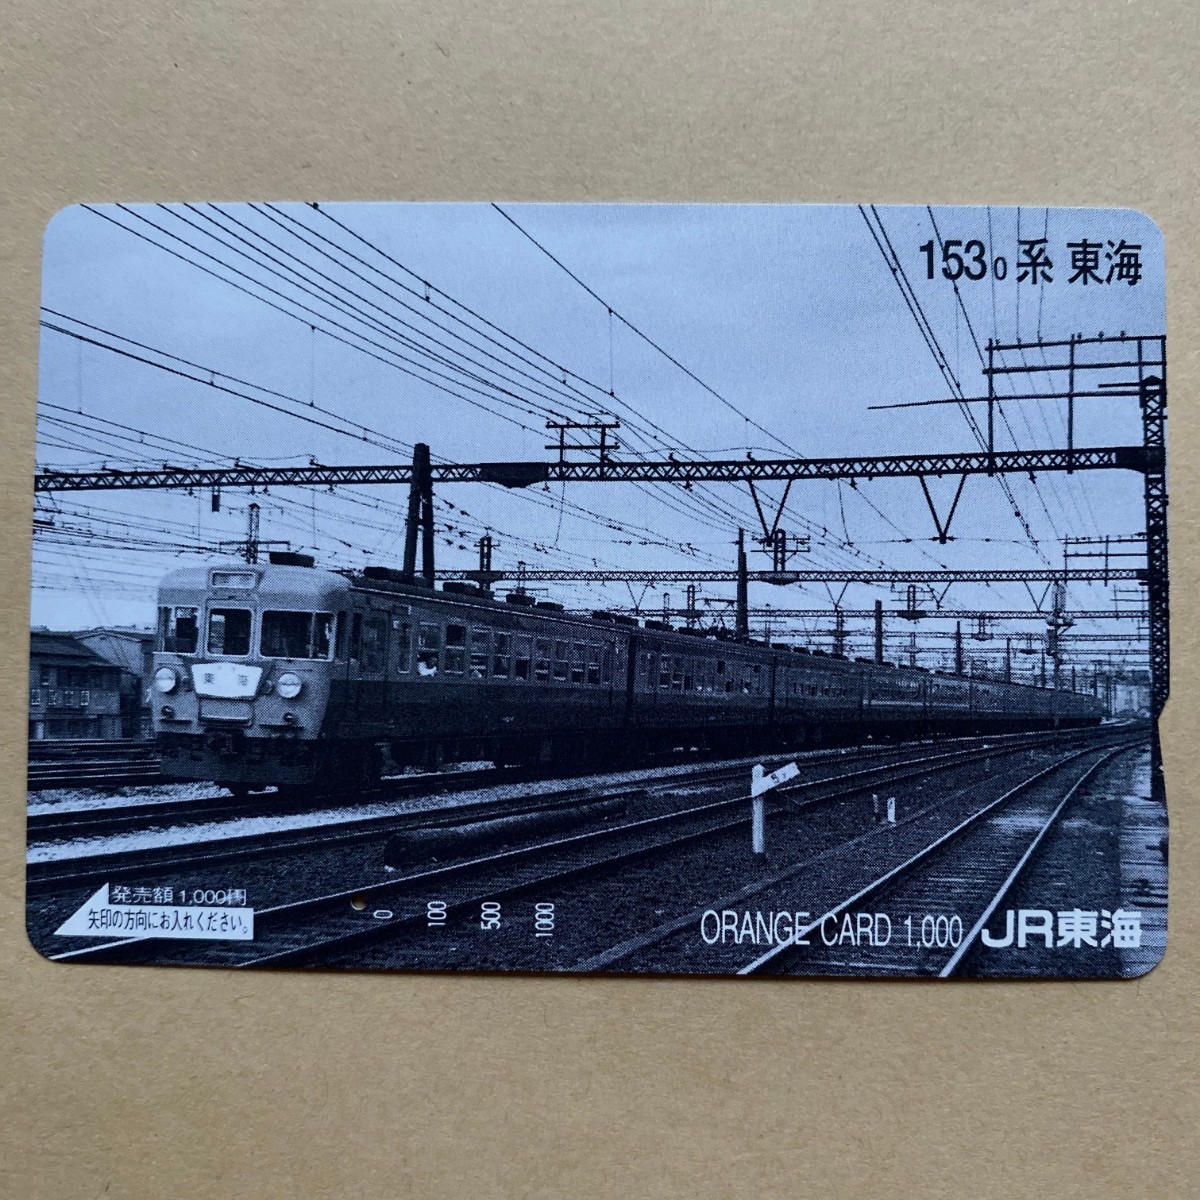 153₀系 東海
東海
発売額 1,000円
矢印の方向にお入れください。
0 100 500 1000
ORANGE CARD 1,000 JR東海